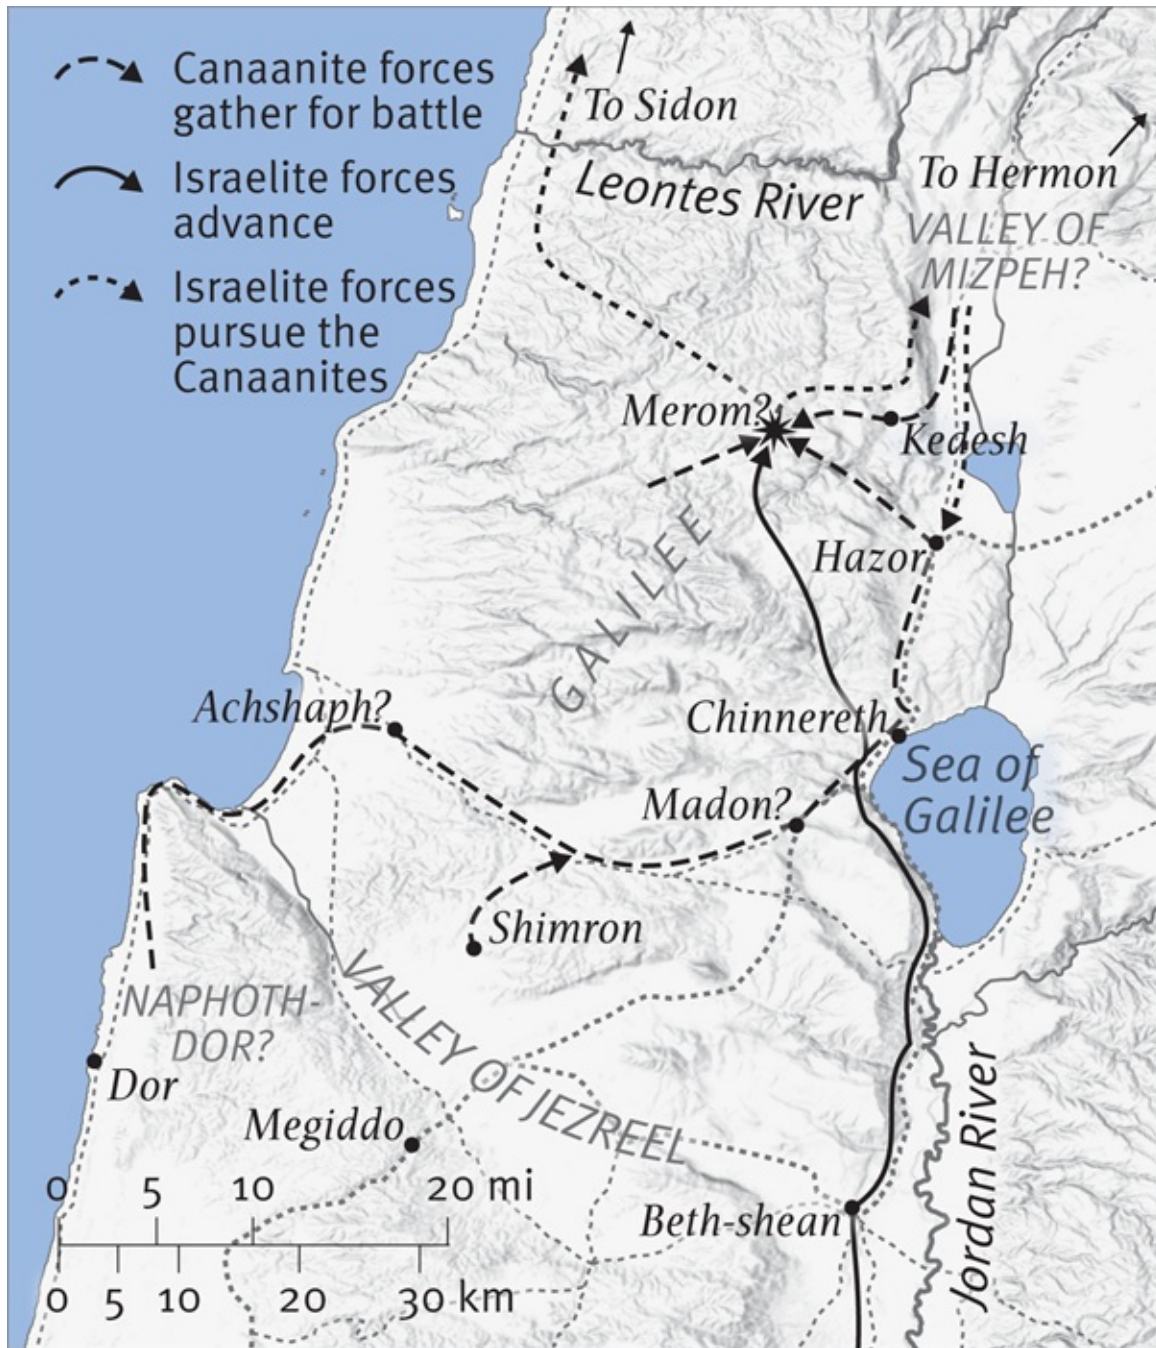 Canaanite forces
gather for battle
Israelite forces
advance
Israelite forces
pursue the
Canaanites
To Sidon
Leontes River
To Hermon
VALLEY OF
MIZPEH?
Merom?
Kedesh
Hazor
GALILEE
Achshaph?
Chinnereth
Sea of
Galilee
Madon?
Shimron
VALLEY OF JEZREEL
NAPHOTH-
DOR?
Dor
Megiddo
Beth-shean
Jordan River
0 5 10 20 mi
0 5 10 20 30 km